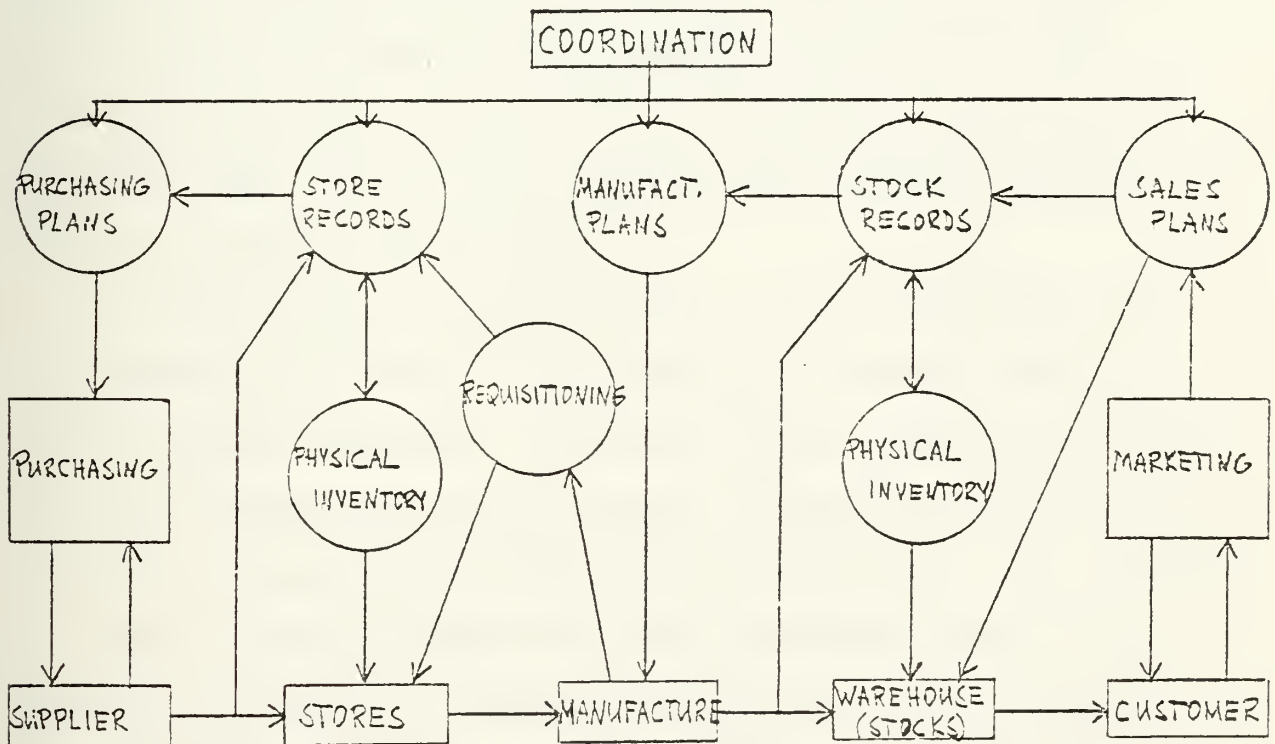 COORDINATION
PURCHASING
PLANS
STORE
RECORDS
MANUFACT.
PLANS
STOCK
RECORDS
SALES
PLANS
REQUISITIONING
PURCHASING
PHYSICAL
INVENTORY
PHYSICAL
INVENTORY
MARKETING
SUPPLIER
STORES
MANUFACTURE
WAREHOUSE
(STOCKS)
CUSTOMER